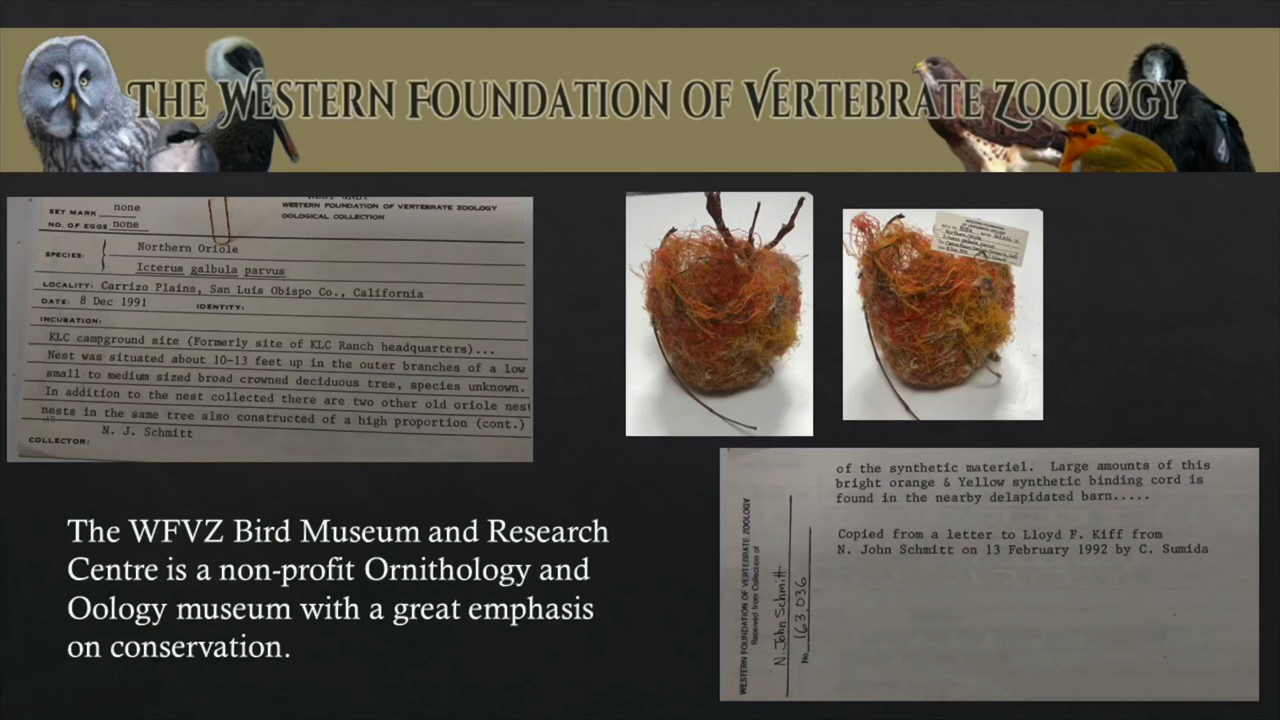 THE WESTERN FOUNDATION OF VERTEBRATE ZOOLOGY
SET MARK none
NO. OF EGGS none
WESTERN FOUNDATION OF VERTEBRATE ZOOLOGY
OOLOGICAL COLLECTION
SPECIES: Northern Oriole
Icterus galbula parvus
LOCALITY: Carrizo Plains, San Luis Obispo Co., California
DATE: 8 Dec 1991 IDENTITY:
INCUBATION:
KLC campground site (Formerly site of KLC Ranch headquarters)...
Nest was situated about 10-13 feet up in the outer branches of a low
small to medium sized broad crowned deciduous tree, species unknown.
In addition to the nest collected there are two other old oriole nest
nests in the same tree also constructed of a high proportion (cont.)
N. J. Schmitt
COLLECTOR:
of the synthetic materiel. Large amounts of this
bright orange & Yellow synthetic binding cord is
found in the nearby delapidated barn.....
Copied from a letter to Lloyd F. Kiff from
N. John Schmitt on 13 February 1992 by C. Sumida
WESTERN FOUNDATION OF VERTEBRATE ZOOLOGY
Received from Collection of
N. John Schmitt
No. 163,036
The WFVZ Bird Museum and Research
Centre is a non-profit Ornithology and
Oology museum with a great emphasis
on conservation.